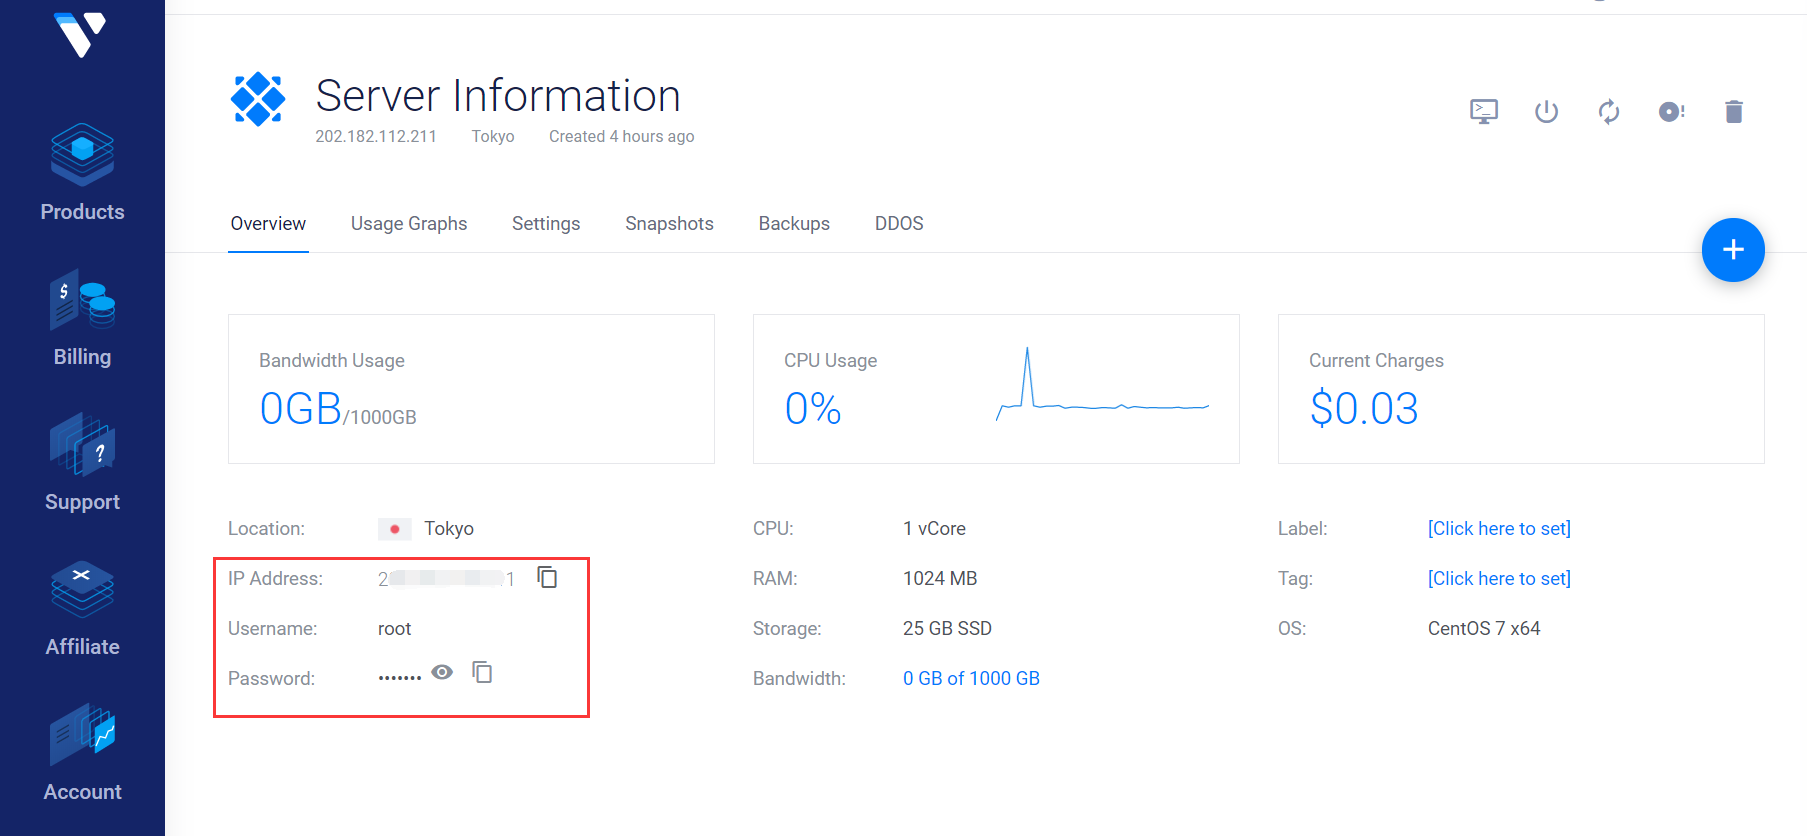 Server Information
202.182.112.211 Tokyo Created 4 hours ago
Products
Overview Usage Graphs Settings Snapshots Backups DDOS
$
Billing
Bandwidth Usage
0GB/1000GB
CPU Usage
0%
Current Charges
$0.03
?
Support
Location: Tokyo
IP Address: 2 1
Username: root
Password: •••••••
CPU: 1 vCore
RAM: 1024 MB
Storage: 25 GB SSD
Bandwidth: 0 GB of 1000 GB
Label: [Click here to set]
Tag: [Click here to set]
OS: CentOS 7 x64
Affiliate
Account